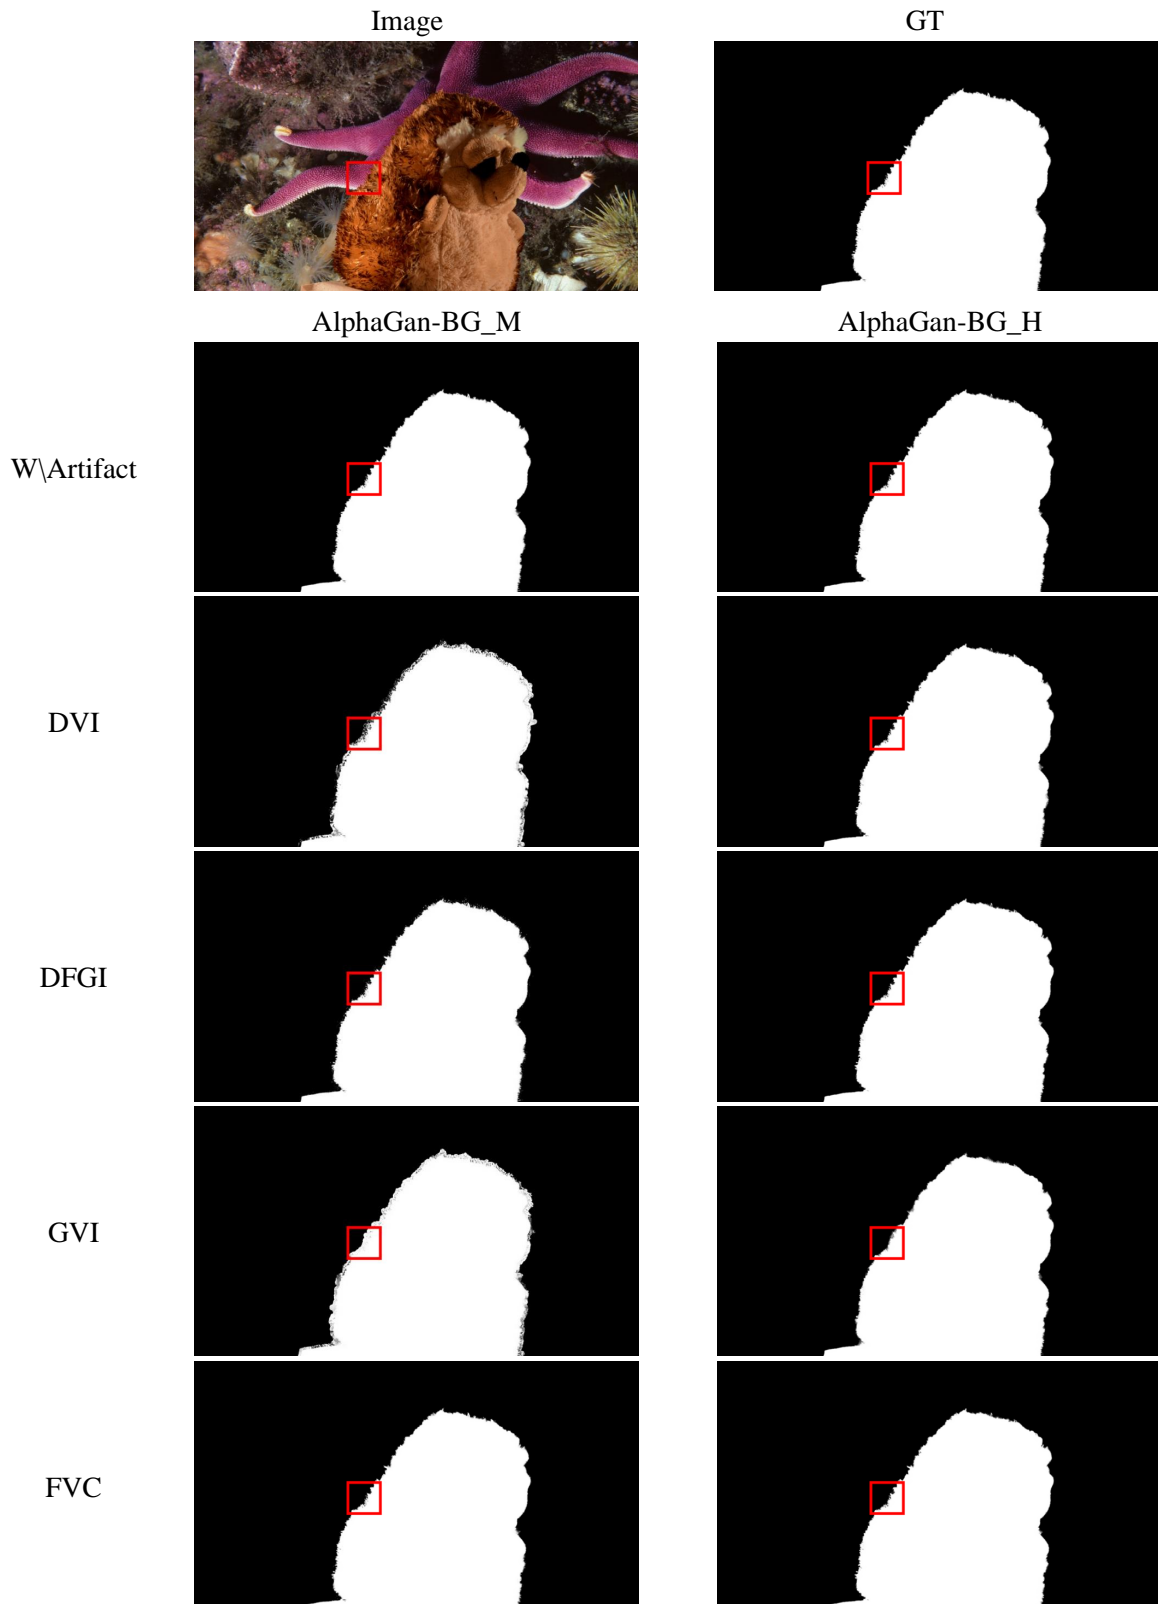 Image
GT
AlphaGan-BG_M
AlphaGan-BG_H
W\Artifact
DVI
DFGI
GVI
FVC